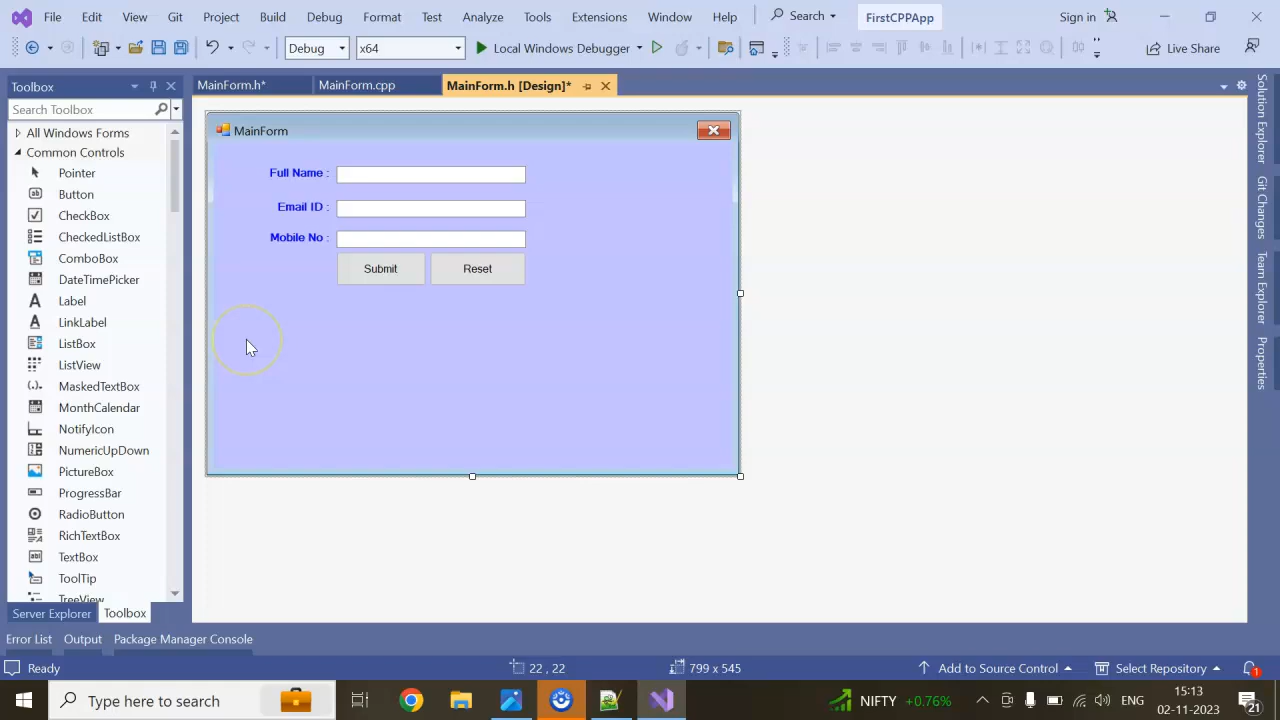 File Edit View Git Project Build Debug Format Test Analyze Tools Extensions Window Help Search FirstCPPApp Sign in
Debug x64 Local Windows Debugger Live Share
Toolbox
MainForm.h* MainForm.cpp MainForm.h [Design]*
Search Toolbox
All Windows Forms
Common Controls
Pointer
Button
CheckBox
CheckedListBox
ComboBox
DateTimePicker
Label
LinkLabel
ListBox
ListView
MaskedTextBox
MonthCalendar
NotifyIcon
NumericUpDown
PictureBox
ProgressBar
RadioButton
RichTextBox
TextBox
ToolTip
TreeView
Server Explorer Toolbox
MainForm
Full Name :
Email ID :
Mobile No :
Submit Reset
Solution Explorer
Git Changes
Team Explorer
Properties
Error List Output Package Manager Console
Ready 22 , 22 799 x 545 Add to Source Control Select Repository 1
Type here to search NIFTY +0.76% ENG 15:13
02-11-2023 21